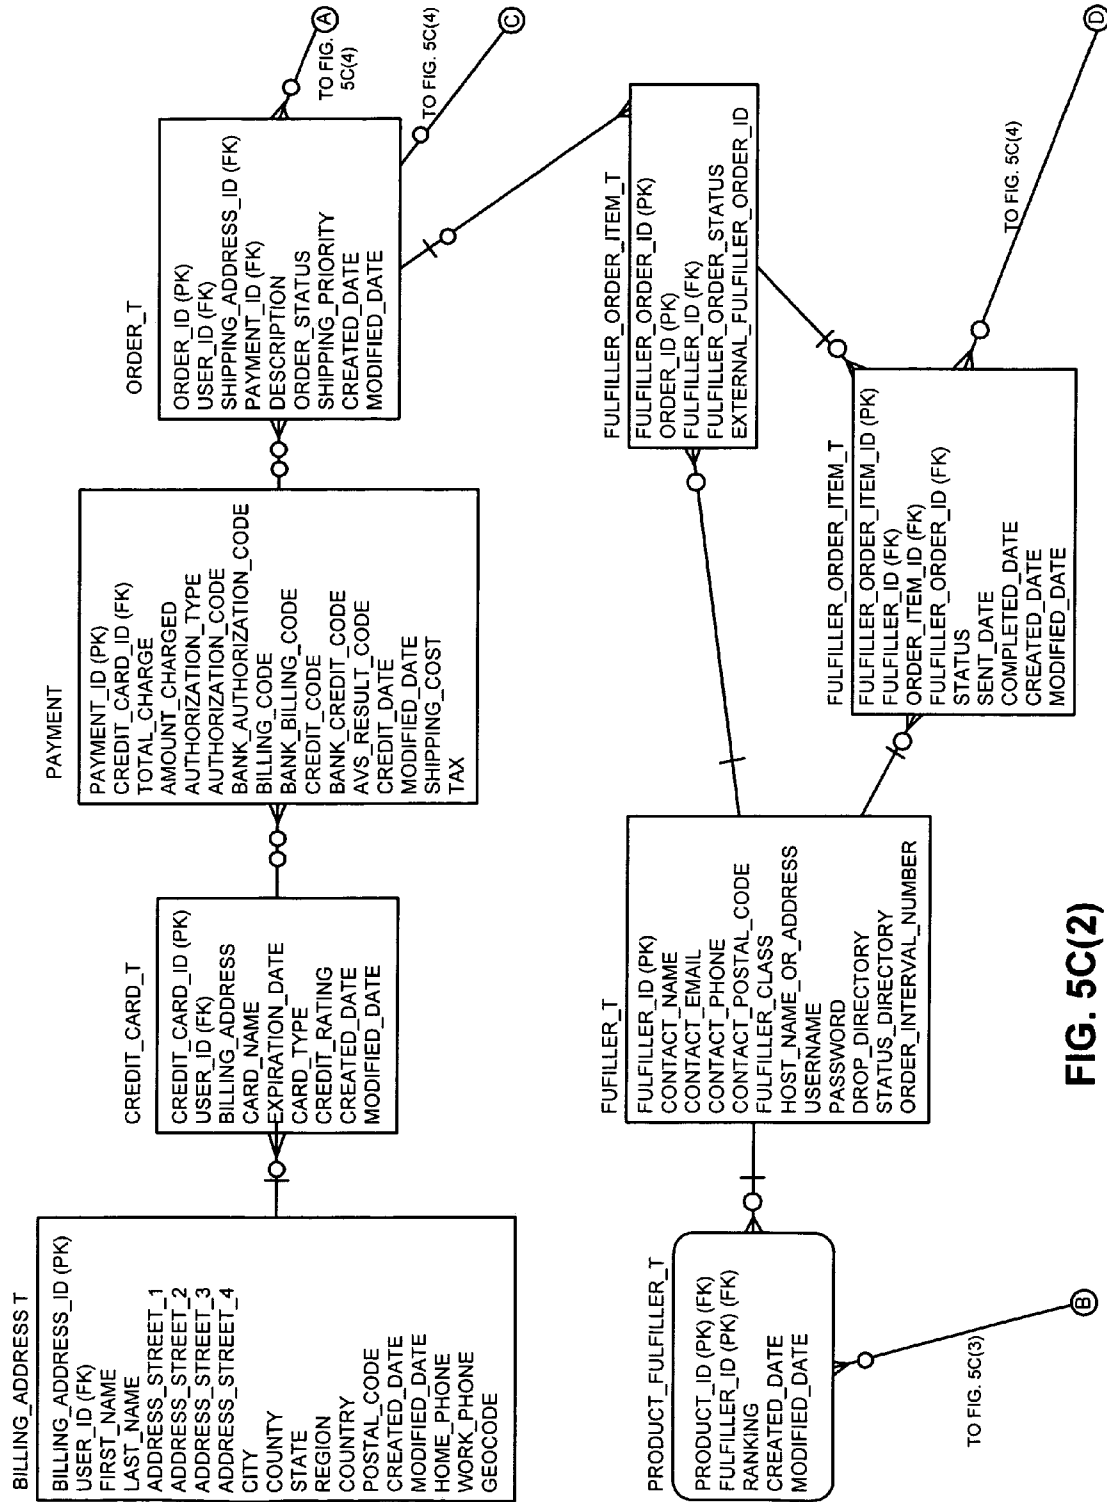 BILLING_ADDRESS T
BILLING_ADDRESS_ID (PK)
USER_ID (FK)
FIRST_NAME
LAST_NAME
ADDRESS_STREET_1
ADDRESS_STREET_2
ADDRESS_STREET_3
ADDRESS_STREET_4
CITY
COUNTY
STATE
REGION
COUNTRY
POSTAL_CODE
CREATED_DATE
MODIFIED_DATE
HOME_PHONE
WORK_PHONE
GEOCODE
CREDIT_CARD_T
CREDIT_CARD_ID (PK)
USER_ID (FK)
BILLING_ADDRESS
CARD_NAME
EXPIRATION_DATE
CARD_TYPE
CREDIT_RATING
CREATED_DATE
MODIFIED_DATE
PAYMENT
PAYMENT_ID (PK)
CREDIT_CARD_ID (FK)
TOTAL_CHARGE
AMOUNT_CHARGED
AUTHORIZATION_TYPE
AUTHORIZATION_CODE
BANK_AUTHORIZATION_CODE
BILLING_CODE
BANK_BILLING_CODE
CREDIT_CODE
BANK_CREDIT_CODE
AVS_RESULT_CODE
CREDIT_DATE
MODIFIED_DATE
SHIPPING_COST
TAX
ORDER_T
ORDER_ID (PK)
USER_ID (FK)
SHIPPING_ADDRESS_ID (FK)
PAYMENT_ID (FK)
DESCRIPTION
ORDER_STATUS
SHIPPING_PRIORITY
CREATED_DATE
MODIFIED_DATE
TO FIG.
5C(4)
A
TO FIG. 5C(4)
C
PRODUCT_FULFILLER_T
PRODUCT_ID (PK) (FK)
FULFILLER_ID (PK) (FK)
RANKING
CREATED_DATE
MODIFIED_DATE
TO FIG. 5C(3)
B
FUFILLER_T
FULFILLER_ID (PK)
CONTACT_NAME
CONTACT_EMAIL
CONTACT_PHONE
CONTACT_POSTAL_CODE
FULFILLER_CLASS
HOST_NAME_OR_ADDRESS
USERNAME
PASSWORD
DROP_DIRECTORY
STATUS_DIRECTORY
ORDER_INTERVAL_NUMBER
FULFILLER_ORDER_ITEM_T
FULFILLER_ORDER_ID (PK)
ORDER_ID (PK)
FULFILLER_ID (FK)
FULFILLER_ORDER_STATUS
EXTERNAL_FULFILLER_ORDER_ID
FULFILLER_ORDER_ITEM_T
FULFILLER_ORDER_ITEM_ID (PK)
FULFILLER_ID (FK)
ORDER_ITEM_ID (FK)
FULFILLER_ORDER_ID (FK)
STATUS
SENT_DATE
COMPLETED_DATE
CREATED_DATE
MODIFIED_DATE
TO FIG. 5C(4)
D
FIG. 5C(2)